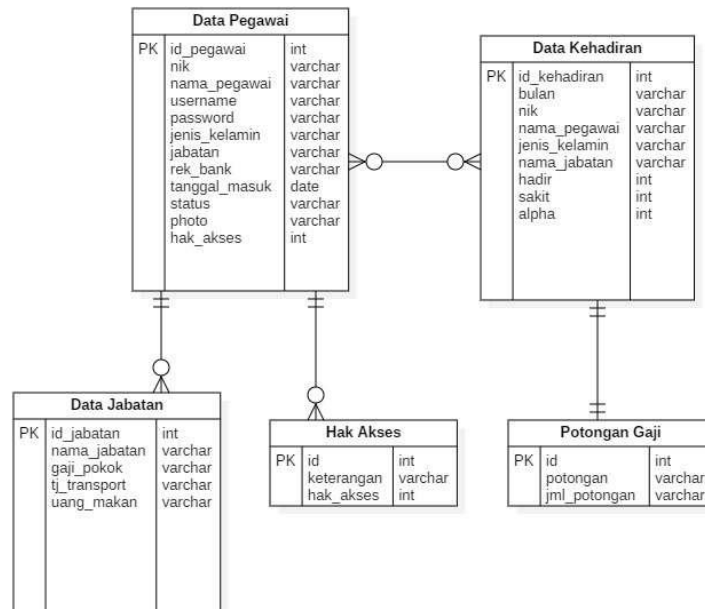 Data Pegawai
PK id_pegawai int
nik varchar
nama_pegawai varchar
username varchar
password varchar
jenis_kelamin varchar
jabatan varchar
rek_bank varchar
tanggal_masuk date
status varchar
photo varchar
hak_akses int
Data Kehadiran
PK id_kehadiran int
bulan varchar
nik varchar
nama_pegawai varchar
jenis_kelamin varchar
nama_jabatan varchar
hadir int
sakit int
alpha int
Data Jabatan
PK id_jabatan int
nama_jabatan varchar
gaji_pokok varchar
tj_transport varchar
uang_makan varchar
Hak Akses
PK id int
keterangan varchar
hak_akses int
Potongan Gaji
PK id int
potongan varchar
jml_potongan varchar